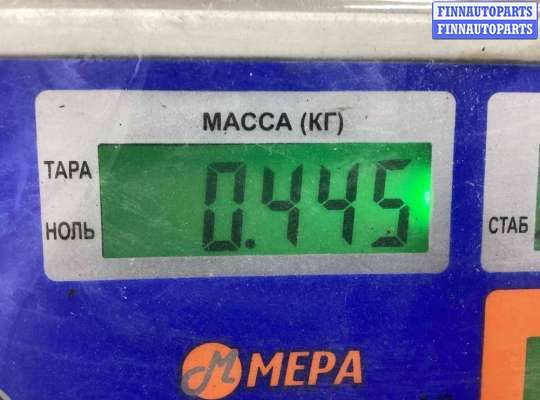 FINNAUTOPARTS
FINNAUTOPARTS
МАССА (КГ)
ТАРА
0.445
НОЛЬ
СТАБ
МЕРА